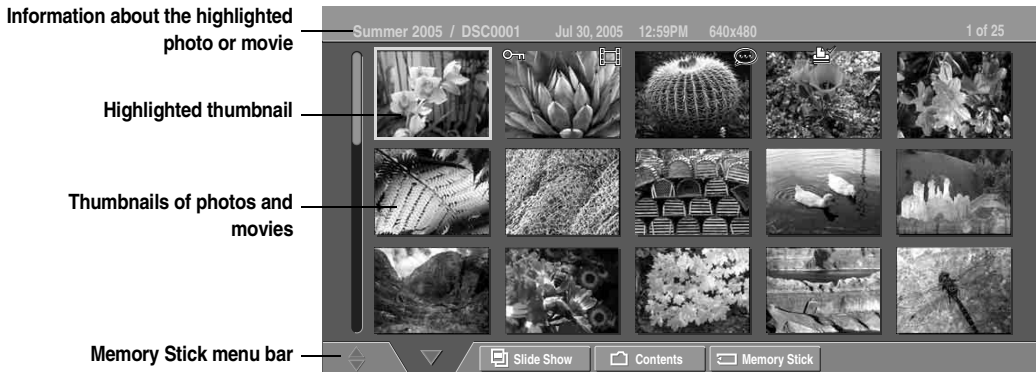 Information about the highlighted
photo or movie
Summer 2005 / DSC0001 Jul 30, 2005 12:59PM 640x480 1 of 25
Highlighted thumbnail
Thumbnails of photos and
movies
Memory Stick menu bar
Slide Show Contents Memory Stick